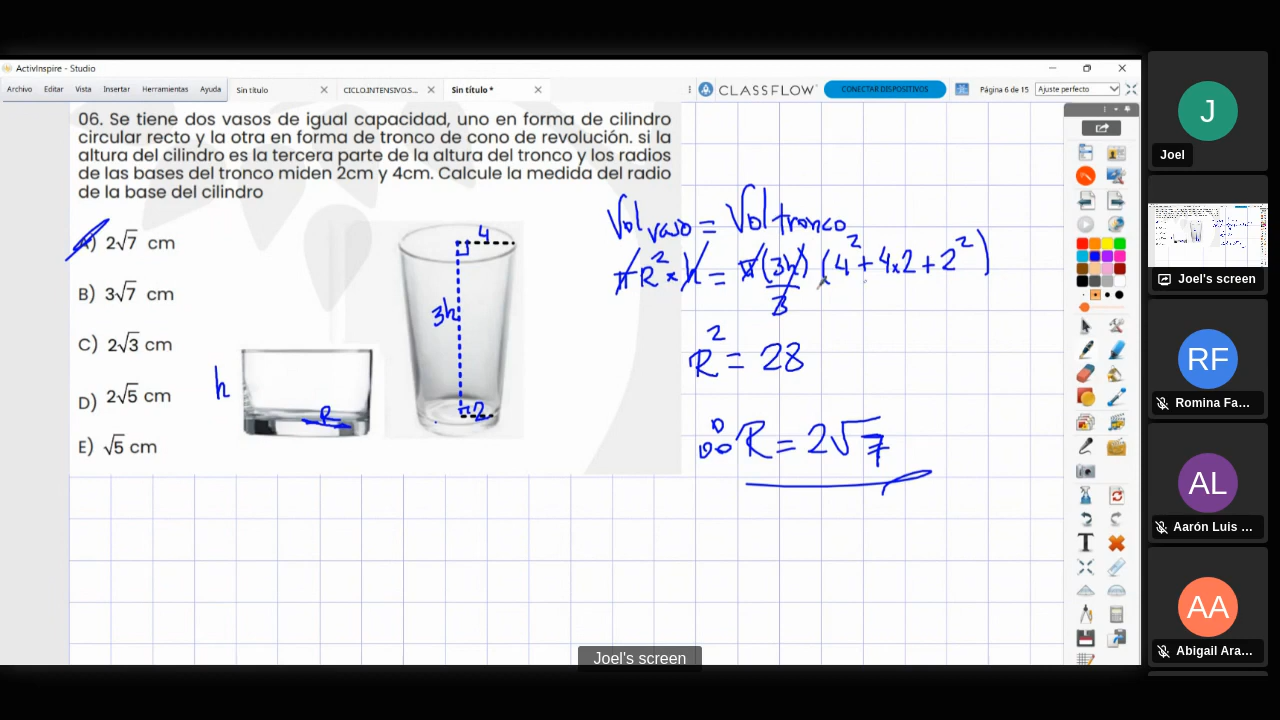 ActivInspire - Studio
Archivo Editar Vista Insertar Herramientas Ayuda
Sin título
CICLO.INTENSIVO.S...
Sin título *
CLASSFLOW
CONECTAR DISPOSITIVOS
Página 6 de 15
Ajuste perfecto
06. Se tiene dos vasos de igual capacidad, uno en forma de cilindro
circular recto y la otra en forma de tronco de cono de revolución. si la
altura del cilindro es la tercera parte de la altura del tronco y los radios
de las bases del tronco miden 2cm y 4cm. Calcule la medida del radio
de la base del cilindro
A) 2√7 cm
B) 3√7 cm
C) 2√3 cm
D) 2√5 cm
E) √5 cm
h
R
4
3h
2
Vol vaso = Vol tronco
πR² × h = π(3h)/3 (4² + 4x2 + 2²)
R² = 28
∴ R = 2√7
T
Joel's screen
J
Joel
Joel's screen
RF
Romina Fa...
AL
Aarón Luis ...
AA
Abigail Ara...